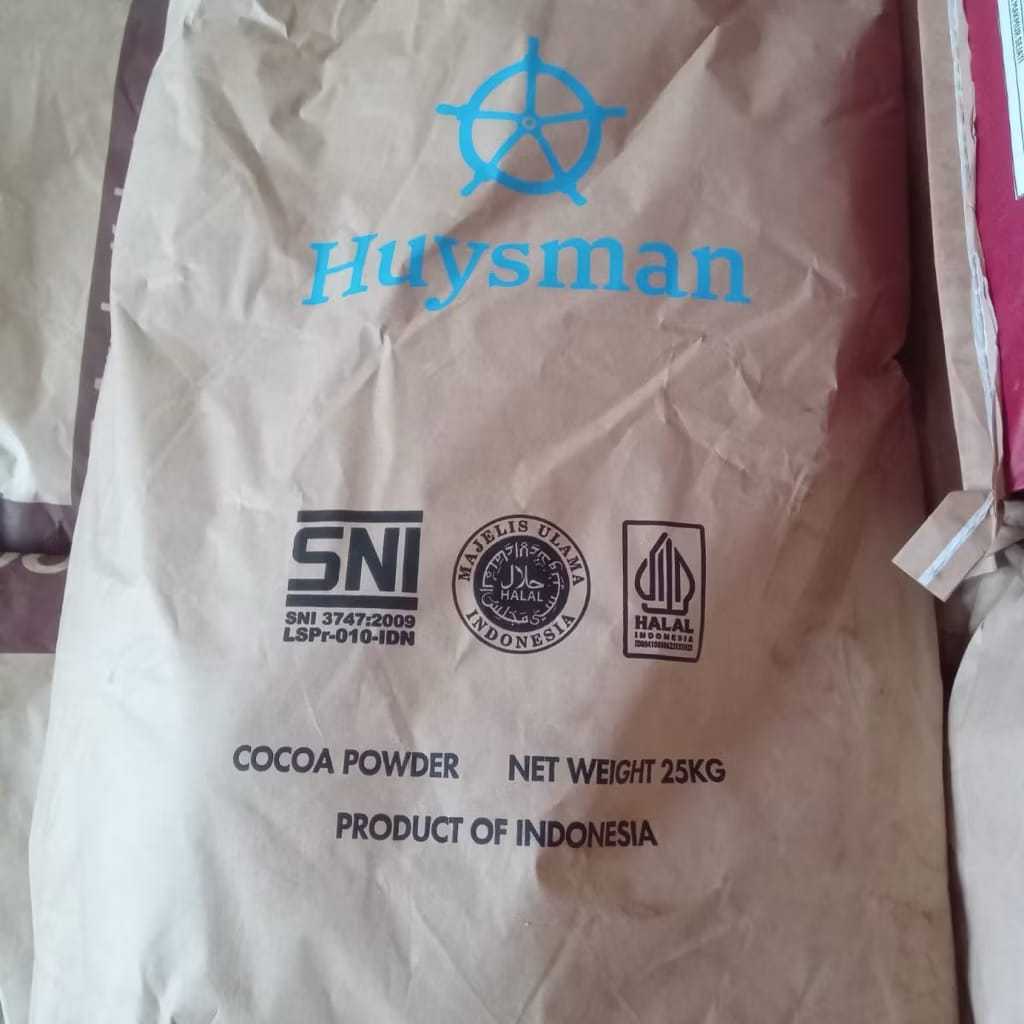 Huysman
SNI
SNI 3747:2009
LSPr-010-IDN
MAJELIS ULAMA
حلال
HALAL
INDONESIA
HALAL
INDONESIA
COCOA POWDER NET WEIGHT 25KG
PRODUCT OF INDONESIA